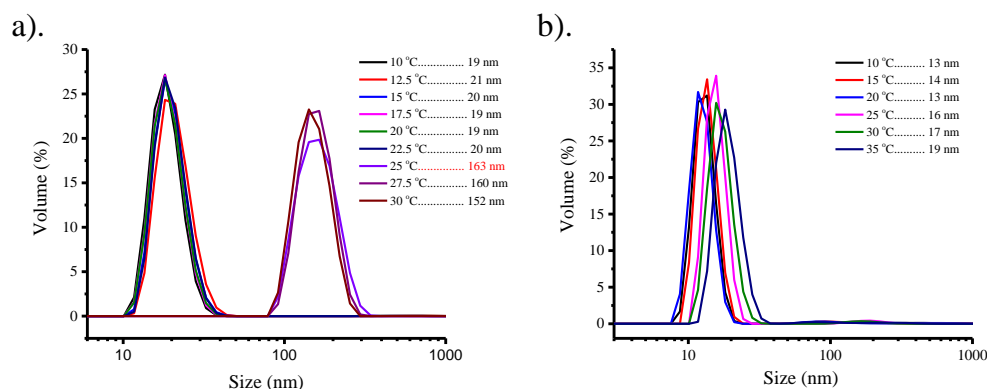 a).
30
25
20
15
10
5
0
Volume (%)
10
100
1000
Size (nm)
10 °C.............. 19 nm
12.5 °C........... 21 nm
15 °C.............. 20 nm
17.5 °C........... 19 nm
20 °C.............. 19 nm
22.5 °C........... 20 nm
25 °C.............. 163 nm
27.5 °C........... 160 nm
30 °C.............. 152 nm
b).
35
30
25
20
15
10
5
0
Volume (%)
10
100
1000
Size (nm)
10 °C........... 13 nm
15 °C........... 14 nm
20 °C........... 13 nm
25 °C........... 16 nm
30 °C........... 17 nm
35 °C........... 19 nm